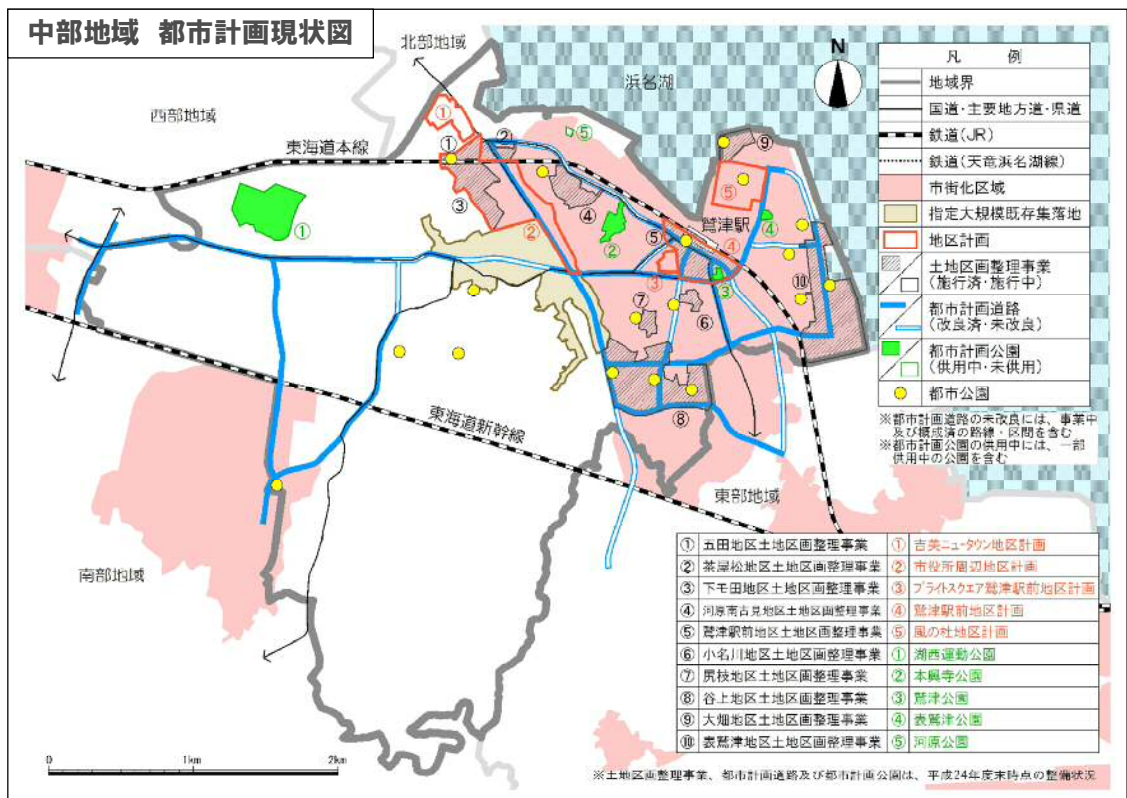 中部地域 都市計画現状図
北部地域
西部地域
東海道本線
浜名湖
N
鷲津駅
東海道新幹線
東部地域
南部地域
① ① ② ⑤ ⑨
③ ④ ② ② ⑤ ⑤ ④
① ③ ④ ③ ⑩
⑦ ⑥ ⑧
凡 例
地域界
国道・主要地方道・県道
鉄道(JR)
鉄道(天竜浜名湖線)
市街化区域
指定大規模既存集落地
地区計画
土地区画整理事業
(施行済・施行中)
都市計画道路
(改良済・未改良)
都市計画公園
(供用中・未供用)
都市公園
※都市計画道路の未改良には、事業中
及び概成済の路線・区間を含む
※都市計画公園の供用中には、一部
供用中の公園を含む
① 五田地区土地区画整理事業 ① 吉美ニュータウン地区計画
② 茶屋松地区土地区画整理事業 ② 市役所周辺地区計画
③ 下モ田地区土地区画整理事業 ③ ブライトスクエア鷲津駅前地区計画
④ 河原南古見地区土地区画整理事業 ④ 鷲津駅前地区計画
⑤ 鷲津駅前地区土地区画整理事業 ⑤ 風の杜地区計画
⑥ 小名川地区土地区画整理事業 ① 湖西運動公園
⑦ 尻枝地区土地区画整理事業 ② 本興寺公園
⑧ 谷上地区土地区画整理事業 ③ 鷲津公園
⑨ 大畑地区土地区画整理事業 ④ 表鷲津公園
⑩ 表鷲津地区土地区画整理事業 ⑤ 河原公園
0 1km 2km
※土地区画整理事業、都市計画道路及び都市計画公園は、平成24年度末時点の整備状況